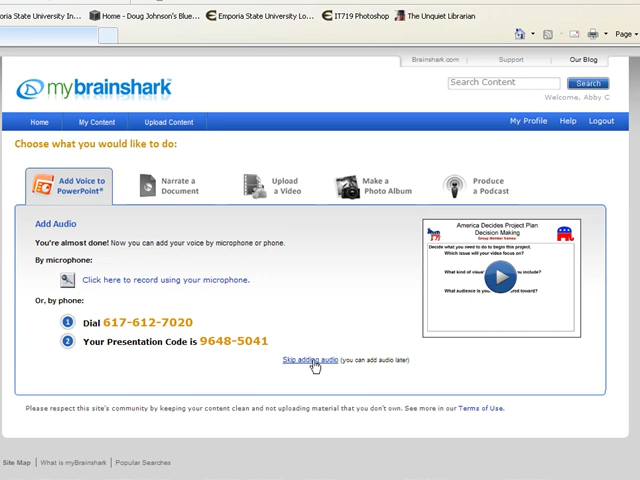 oria State University In...
Home - Doug Johnson's Blue...
Emporia State University Lo...
IT719 Photoshop
The Unquiet Librarian
Page
Brainshark.com
Support
Our Blog
mybrainshark™
Search Content
Search
Welcome, Abby C
Home
My Content
Upload Content
My Profile
Help
Logout
Choose what you would like to do:
Add Voice to
PowerPoint®
Narrate a
Document
Upload
a Video
Make a
Photo Album
Produce
a Podcast
Add Audio
You're almost done! Now you can add your voice by microphone or phone.
By microphone:
Click here to record using your microphone.
Or, by phone:
1 Dial 617-612-7020
2 Your Presentation Code is 9648-5041
Skip adding audio (you can add audio later)
America Decides Project Plan
Decision Making
Group Member Names
Decide what you need to do to begin this project.
Which issue will your video focus on?
What kind of visu you include?
What audience is you ured toward?
Please respect this site's community by keeping your content clean and not uploading material that you don't own. See more in our Terms of Use.
Site Map | What is myBrainshark | Popular Searches